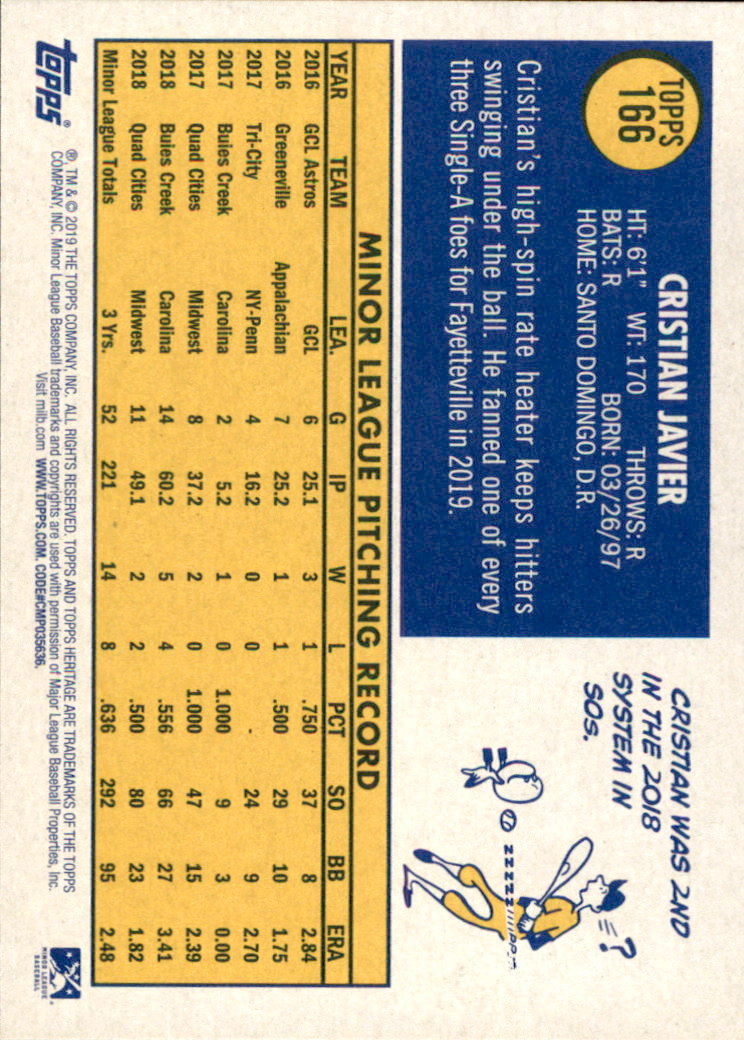 TOPPS
166
CRISTIAN JAVIER
HT: 6'1" WT: 170 THROWS: R
BATS: R BORN: 03/26/97
HOME: SANTO DOMINGO, D.R.
Cristian's high-spin rate heater keeps hitters
swinging under the ball. He fanned one of every
three Single-A foes for Fayetteville in 2019.
CRISTIAN WAS 2ND
IN THE 2018
SYSTEM IN
SOs.
?
ZZZZZ
MINOR LEAGUE PITCHING RECORD
YEAR TEAM LEA. G IP W L PCT SO BB ERA
2016 GCL Astros GCL 6 25.1 3 1 .750 37 8 2.84
2016 Greeneville Appalachian 7 25.2 1 1 .500 29 10 1.75
2017 Tri-City NY-Penn 4 16.2 0 0 - 24 9 2.70
2017 Buies Creek Carolina 2 5.2 1 0 1.000 9 3 0.00
2017 Quad Cities Midwest 8 37.2 2 0 1.000 47 15 2.39
2018 Buies Creek Carolina 14 60.2 5 4 .556 66 27 3.41
2018 Quad Cities Midwest 11 49.1 2 2 .500 80 23 1.82
Minor League Totals 3 Yrs. 52 221 14 8 .636 292 95 2.48
topps®
®, TM & © 2019 THE TOPPS COMPANY, INC. ALL RIGHTS RESERVED. TOPPS AND TOPPS HERITAGE ARE TRADEMARKS OF THE TOPPS
COMPANY, INC. Minor League Baseball trademarks and copyrights are used with permission of Major League Baseball Properties, Inc.
Visit milb.com WWW.TOPPS.COM. CODE#CMP035636.
MINOR LEAGUE
BASEBALL